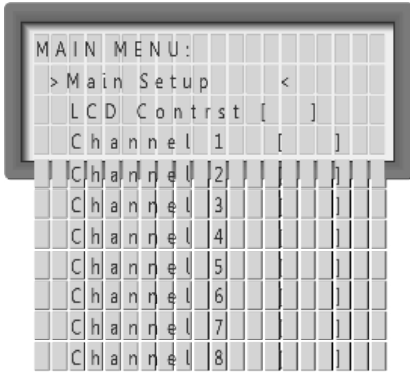 MAIN MENU:
>Main Setup <
LCD Contrst [ ]
Channel 1 [ ]
Channel 2 [ ]
Channel 3 [ ]
Channel 4 [ ]
Channel 5 [ ]
Channel 6 [ ]
Channel 7 [ ]
Channel 8 [ ]